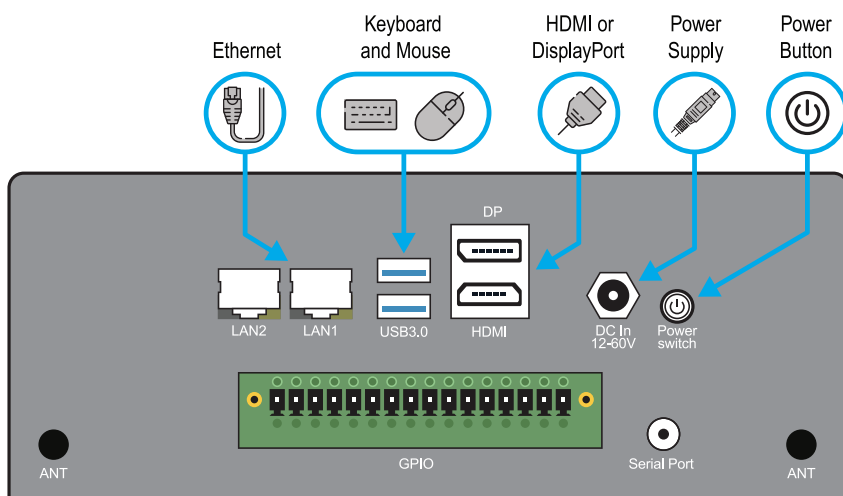 Ethernet
Keyboard
and Mouse
HDMI or
DisplayPort
Power
Supply
Power
Button
DP
LAN2
LAN1
USB3.0
HDMI
DC In
12-60V
Power
switch
GPIO
Serial Port
ANT
ANT